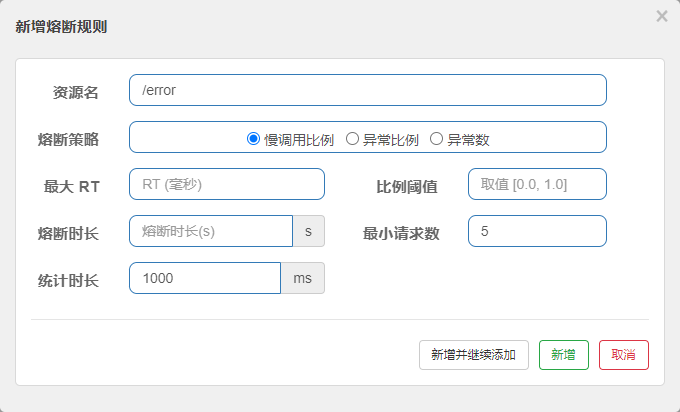 新增熔断规则
×
资源名 /error
熔断策略 慢调用比例 异常比例 异常数
最大 RT RT (毫秒) 比例阈值 取值 [0.0, 1.0]
熔断时长 熔断时长(s) s 最小请求数 5
统计时长 1000 ms
新增并继续添加 新增 取消